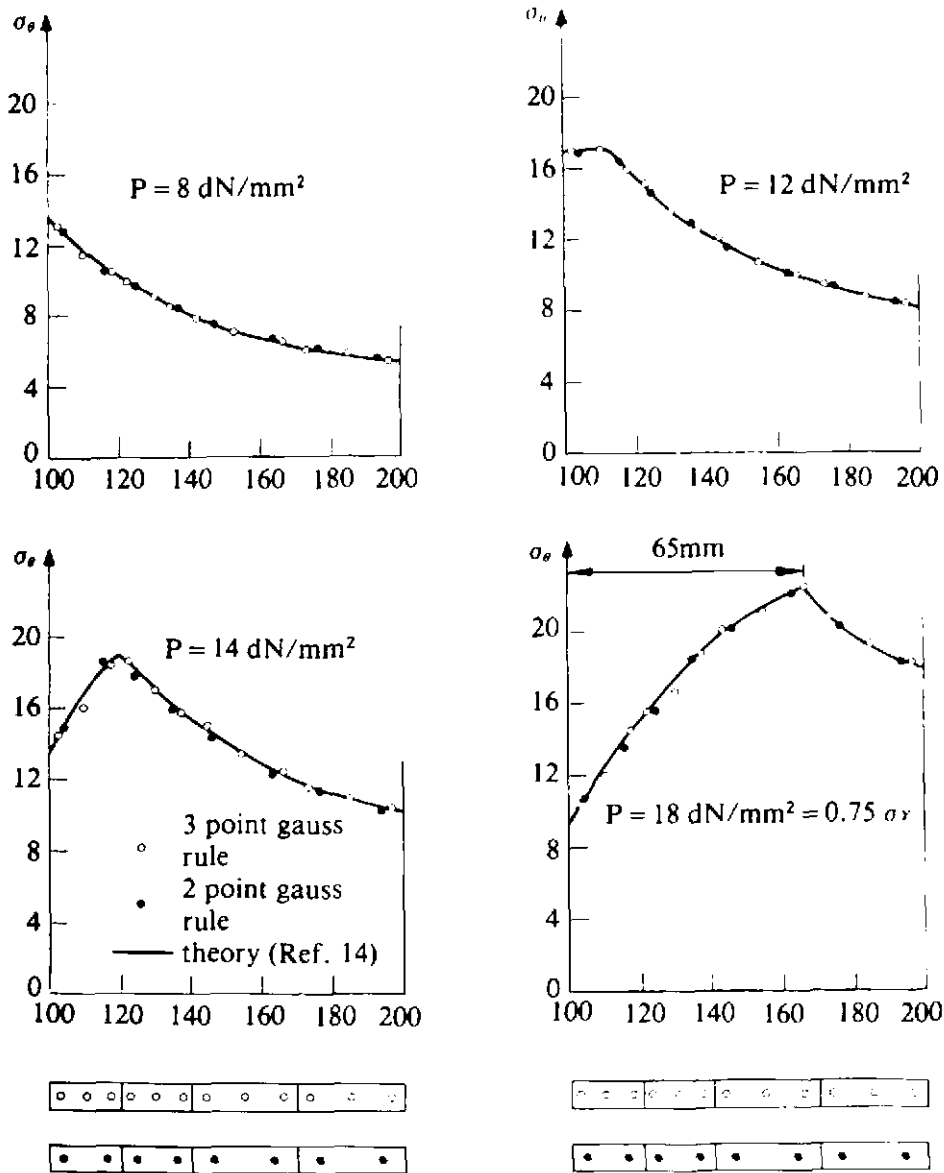 σθ
20
16
12
8
4
0
P = 8 dN/mm²
100 120 140 160 180 200
20
16
12
8
4
0
P = 12 dN/mm²
100 120 140 160 180 200
σθ
20
16
12
8
4
0
P = 14 dN/mm²
3 point gauss
rule
2 point gauss
rule
theory (Ref. 14)
100 120 140 160 180 200
σθ
65mm
20
16
12
8
4
0
P = 18 dN/mm² = 0.75 σY
100 120 140 160 180 200